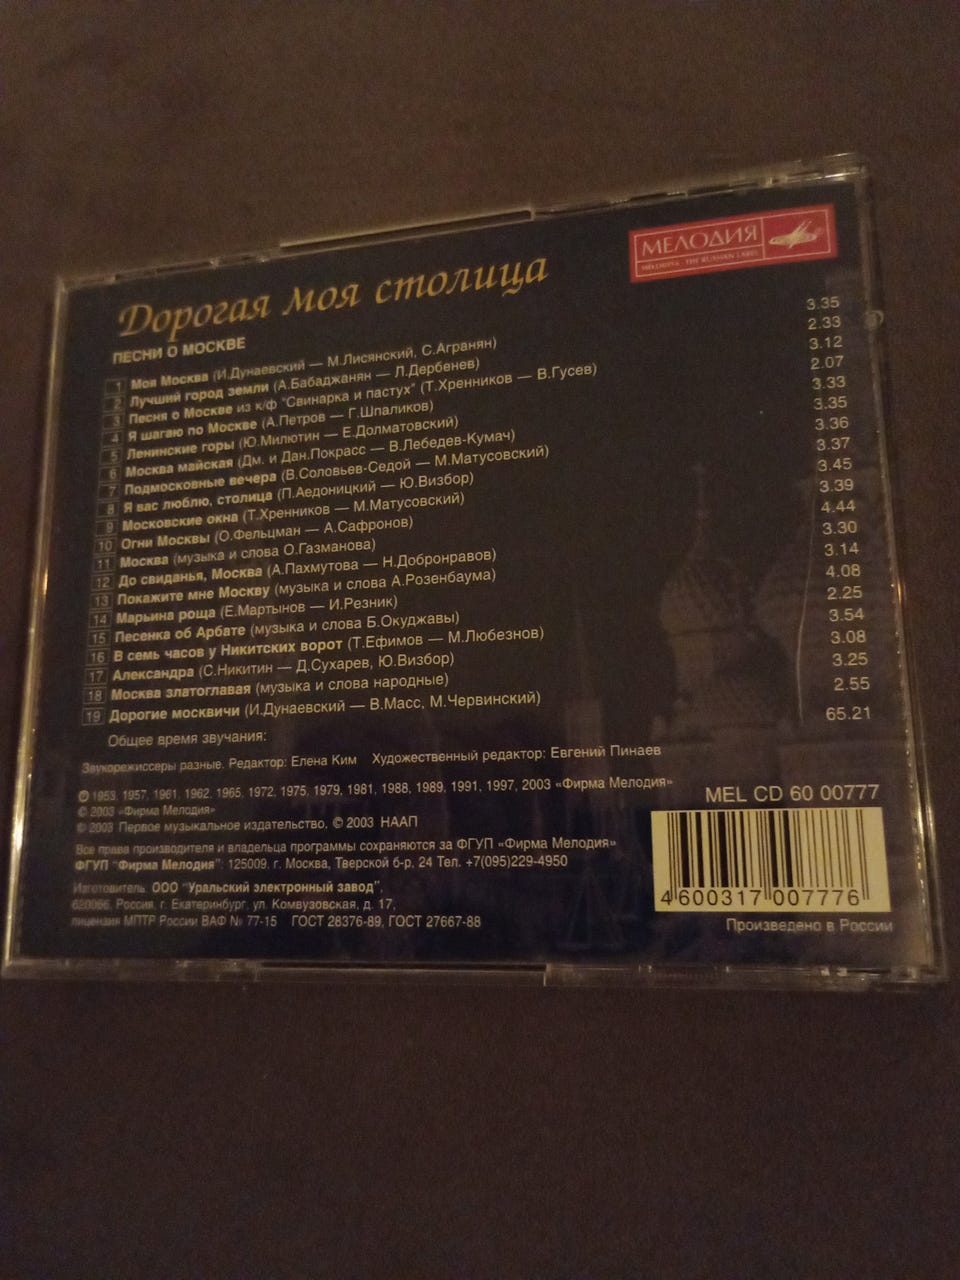 МЕЛОДИЯ
MELODIYA - THE RUSSIAN LABEL
Дорогая моя столица
ПЕСНИ О МОСКВЕ
1 Моя Москва (И.Дунаевский — М.Лисянский, С.Агранян) 3.35
2 Лучший город земли (А.Бабаджанян — Л.Дербенев) 2.33
3 Песня о Москве из к/ф "Свинарка и пастух" (Т.Хренников — В.Гусев) 3.12
4 Я шагаю по Москве (А.Петров — Г.Шпаликов) 2.07
5 Ленинские горы (Ю.Милютин — Е.Долматовский) 3.33
6 Москва майская (Дм. и Дан.Покрасс — В.Лебедев-Кумач) 3.35
7 Подмосковные вечера (В.Соловьев-Седой — М.Матусовский) 3.36
8 Я вас люблю, столица (П.Аедоницкий — Ю.Визбор) 3.37
9 Московские окна (Т.Хренников — М.Матусовский) 3.45
10 Огни Москвы (О.Фельцман — А.Сафронов) 3.39
11 Москва (музыка и слова О.Газманова) 4.44
12 До свиданья, Москва (А.Пахмутова — Н.Добронравов) 3.30
13 Покажите мне Москву (музыка и слова А.Розенбаума) 3.14
14 Марьина роща (Е.Мартынов — И.Резник) 4.08
15 Песенка об Арбате (музыка и слова Б.Окуджавы) 2.25
16 В семь часов у Никитских ворот (Т.Ефимов — М.Любезнов) 3.54
17 Александра (С.Никитин — Д.Сухарев, Ю.Визбор) 3.08
18 Москва златоглавая (музыка и слова народные) 3.25
19 Дорогие москвичи (И.Дунаевский — В.Масс, М.Червинский) 2.55
Общее время звучания: 65.21
Звукорежиссеры разные. Редактор: Елена Ким Художественный редактор: Евгений Пинаев
℗ 1953, 1957, 1961, 1962, 1965, 1972, 1975, 1979, 1981, 1988, 1989, 1991, 1997, 2003 «Фирма Мелодия»
© 2003 «Фирма Мелодия»
© 2003 Первое музыкальное издательство, © 2003 НААП
Все права производителя и владельца программы сохраняются за ФГУП «Фирма Мелодия»
ФГУП "Фирма Мелодия": 125009, г. Москва, Тверской б-р, 24 Тел. +7(095)229-4950
Изготовитель: ООО "Уральский электронный завод",
620066, Россия, г. Екатеринбург, ул. Комвузовская, д. 17,
лицензия МПТР России ВАФ № 77-15 ГОСТ 28376-89, ГОСТ 27667-88
MEL CD 60 00777
4 600317 007776
Произведено в России